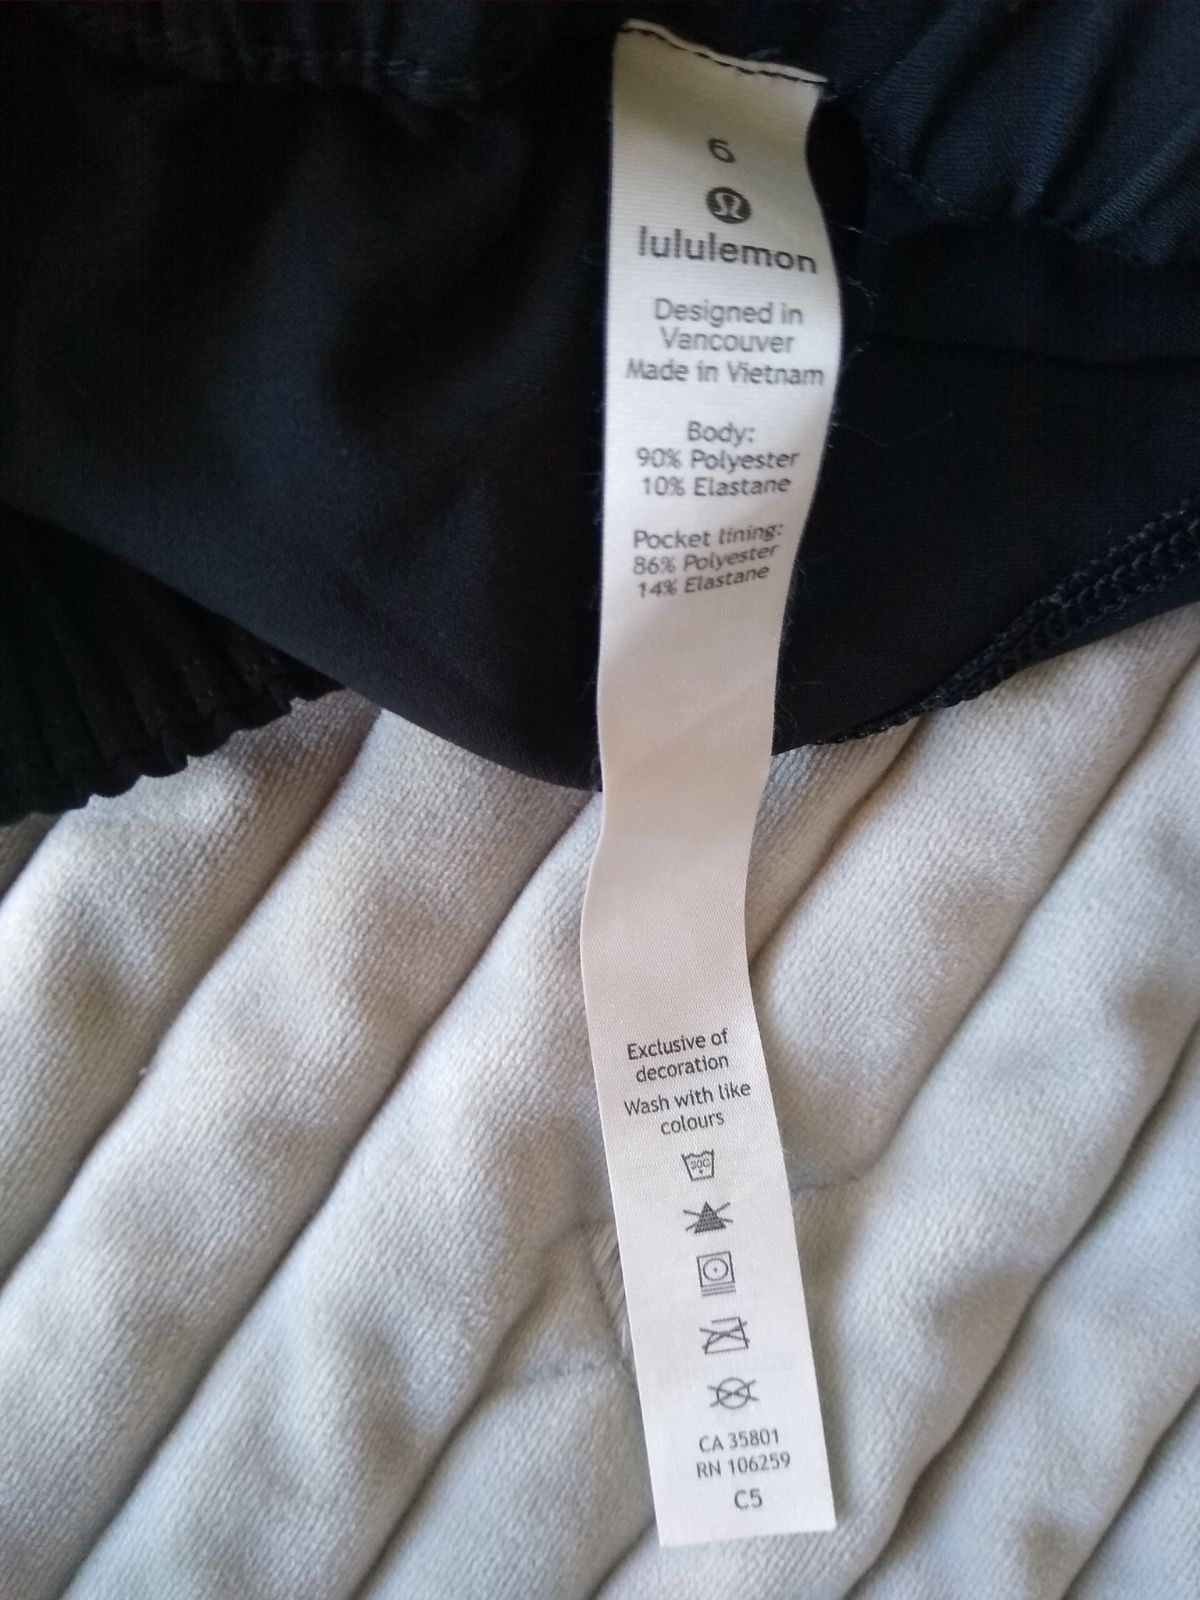 6
lululemon
Designed in
Vancouver
Made in Vietnam
Body:
90% Polyester
10% Elastane
Pocket lining:
86% Polyester
14% Elastane
Exclusive of
decoration
Wash with like
colours
30C
CA 35801
RN 106259
C5